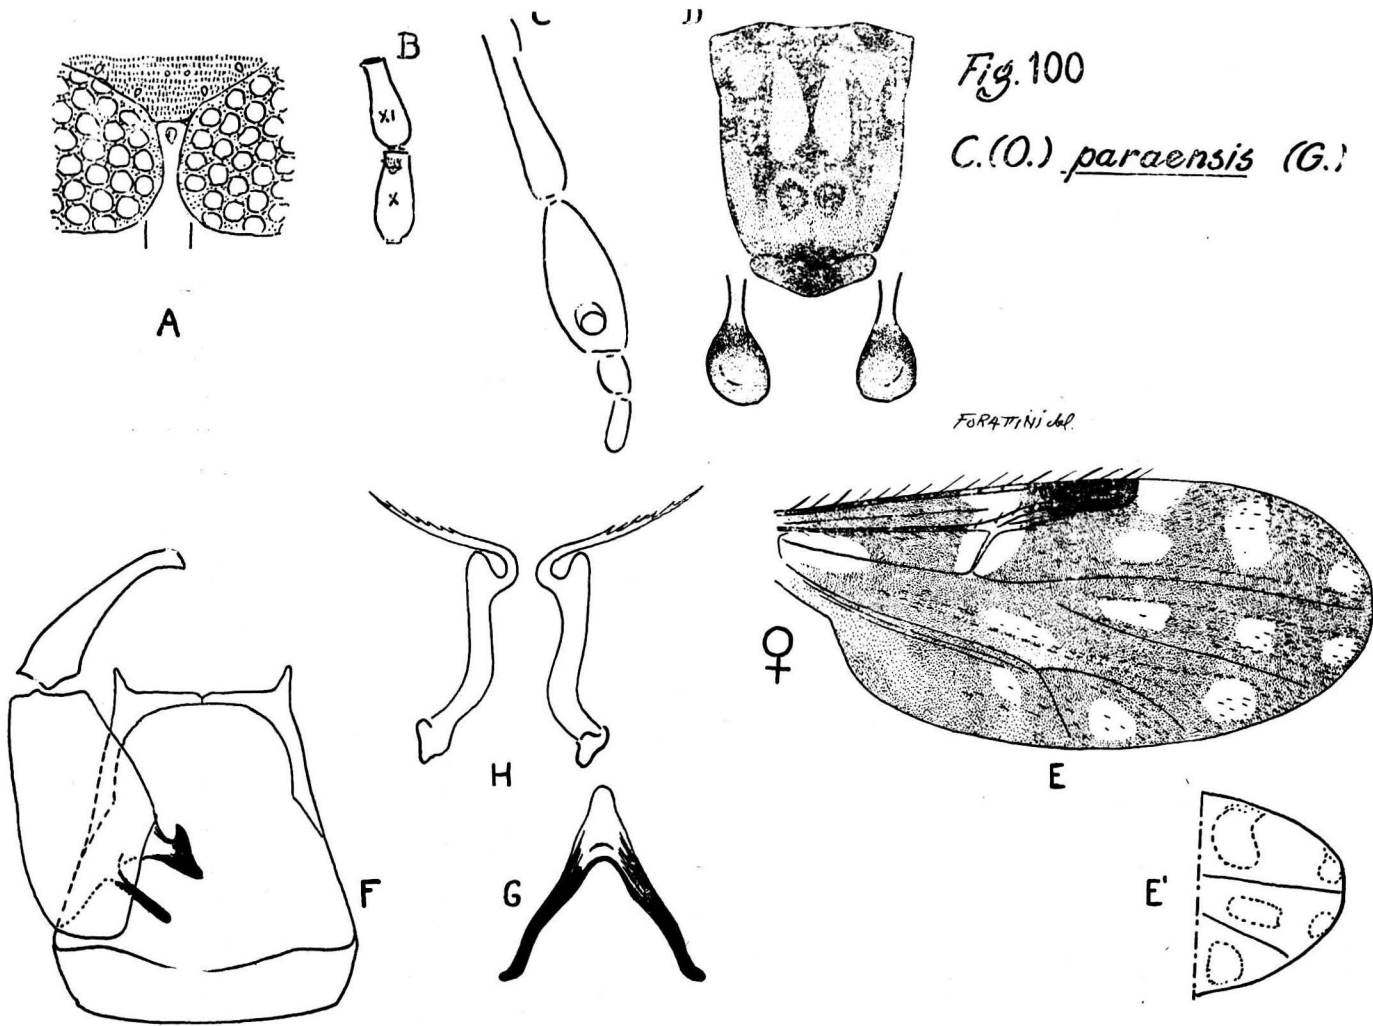 B
Fig. 100
C.(O.) paraensis (G.)
XI
X
A
FORATTINI del.
♀
H
E
F
G
E'